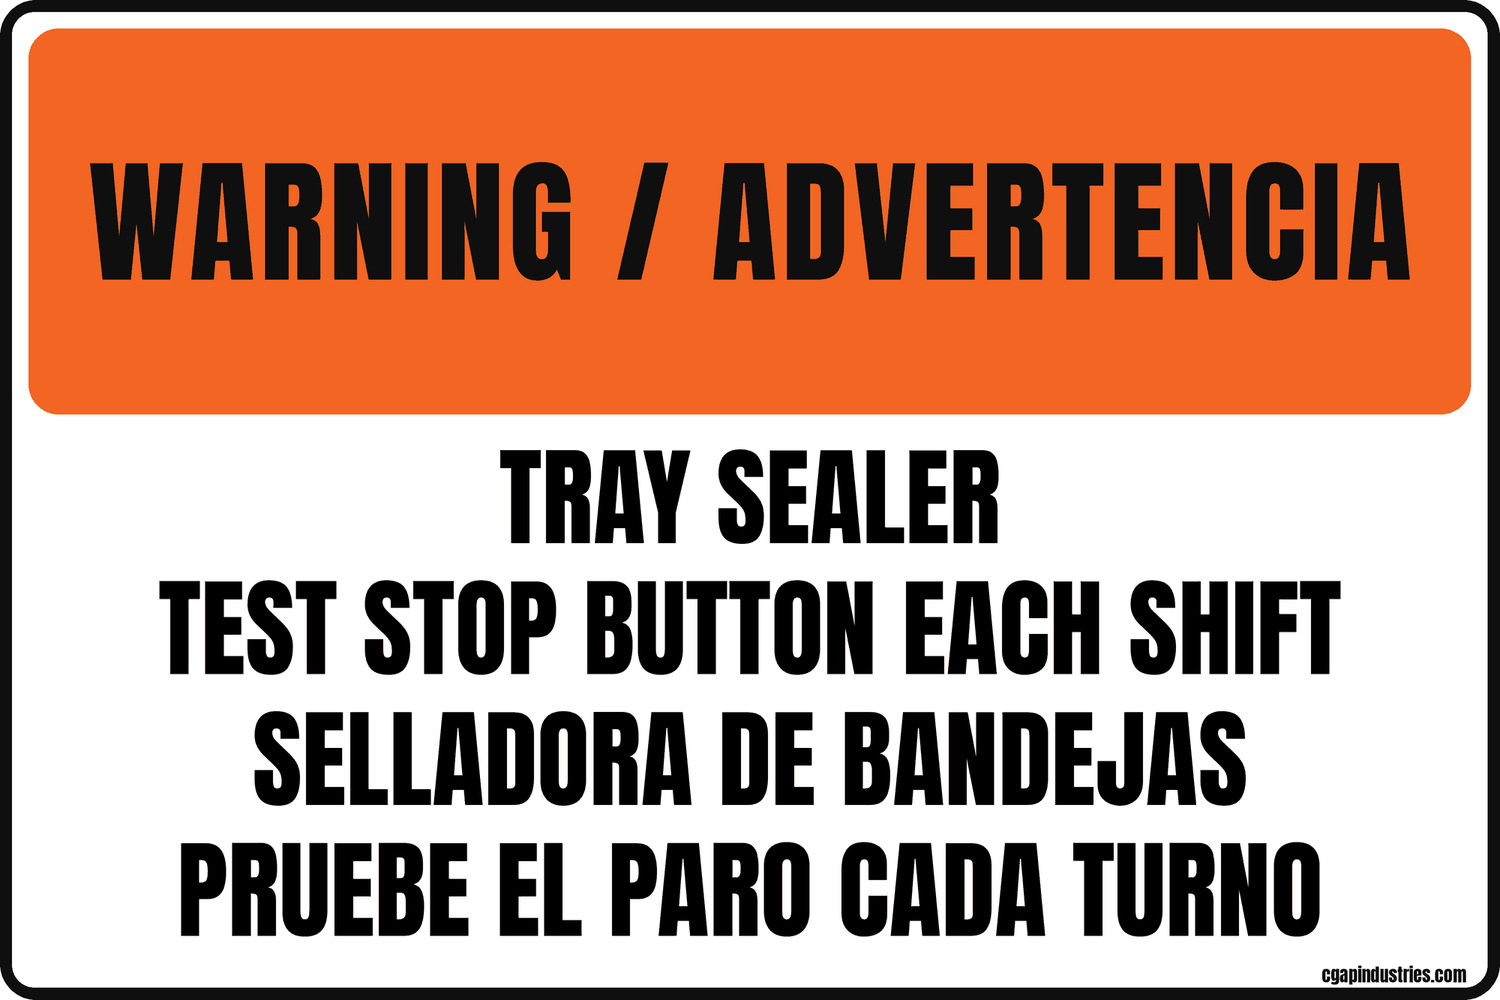 WARNING / ADVERTENCIA
TRAY SEALER
TEST STOP BUTTON EACH SHIFT
SELLADORA DE BANDEJAS
PRUEBE EL PARO CADA TURNO
cgapindustries.com